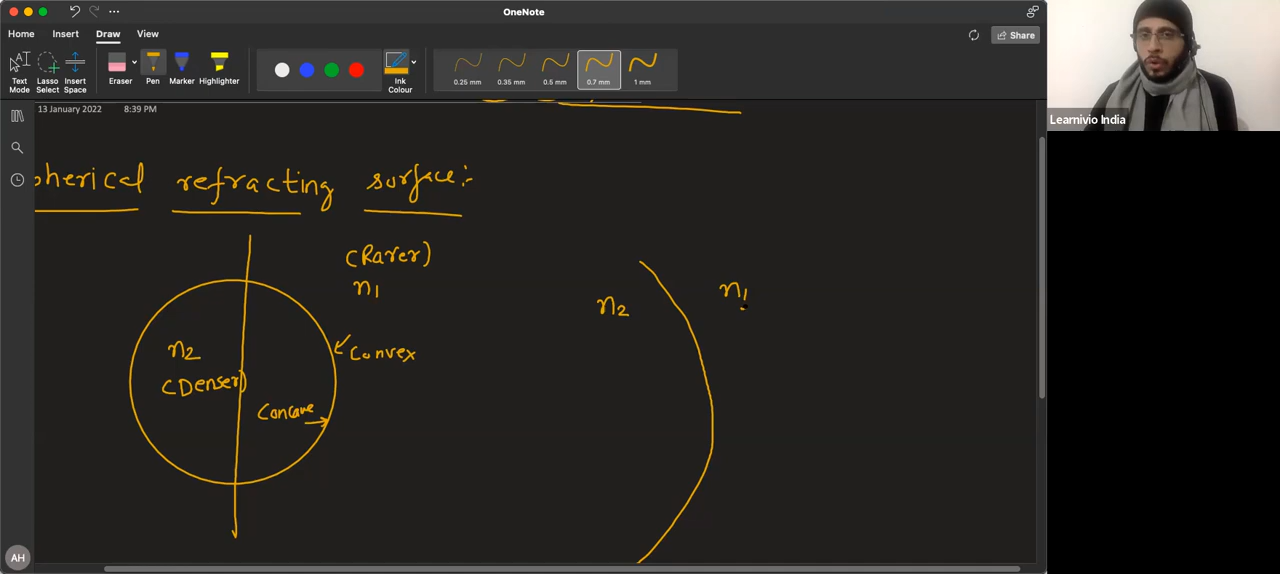 OneNote
Home Insert Draw View
Share
Text Mode
Lasso Select
Insert Space
Eraser
Pen
Marker
Highlighter
Ink Colour
0.25 mm
0.35 mm
0.5 mm
0.7 mm
1 mm
13 January 2022 8:39 PM
Learnivio India
pherical refracting surface:-
(Rarer)
n1
n2
(Denser)
Convex
Concave
n2
n1
AH